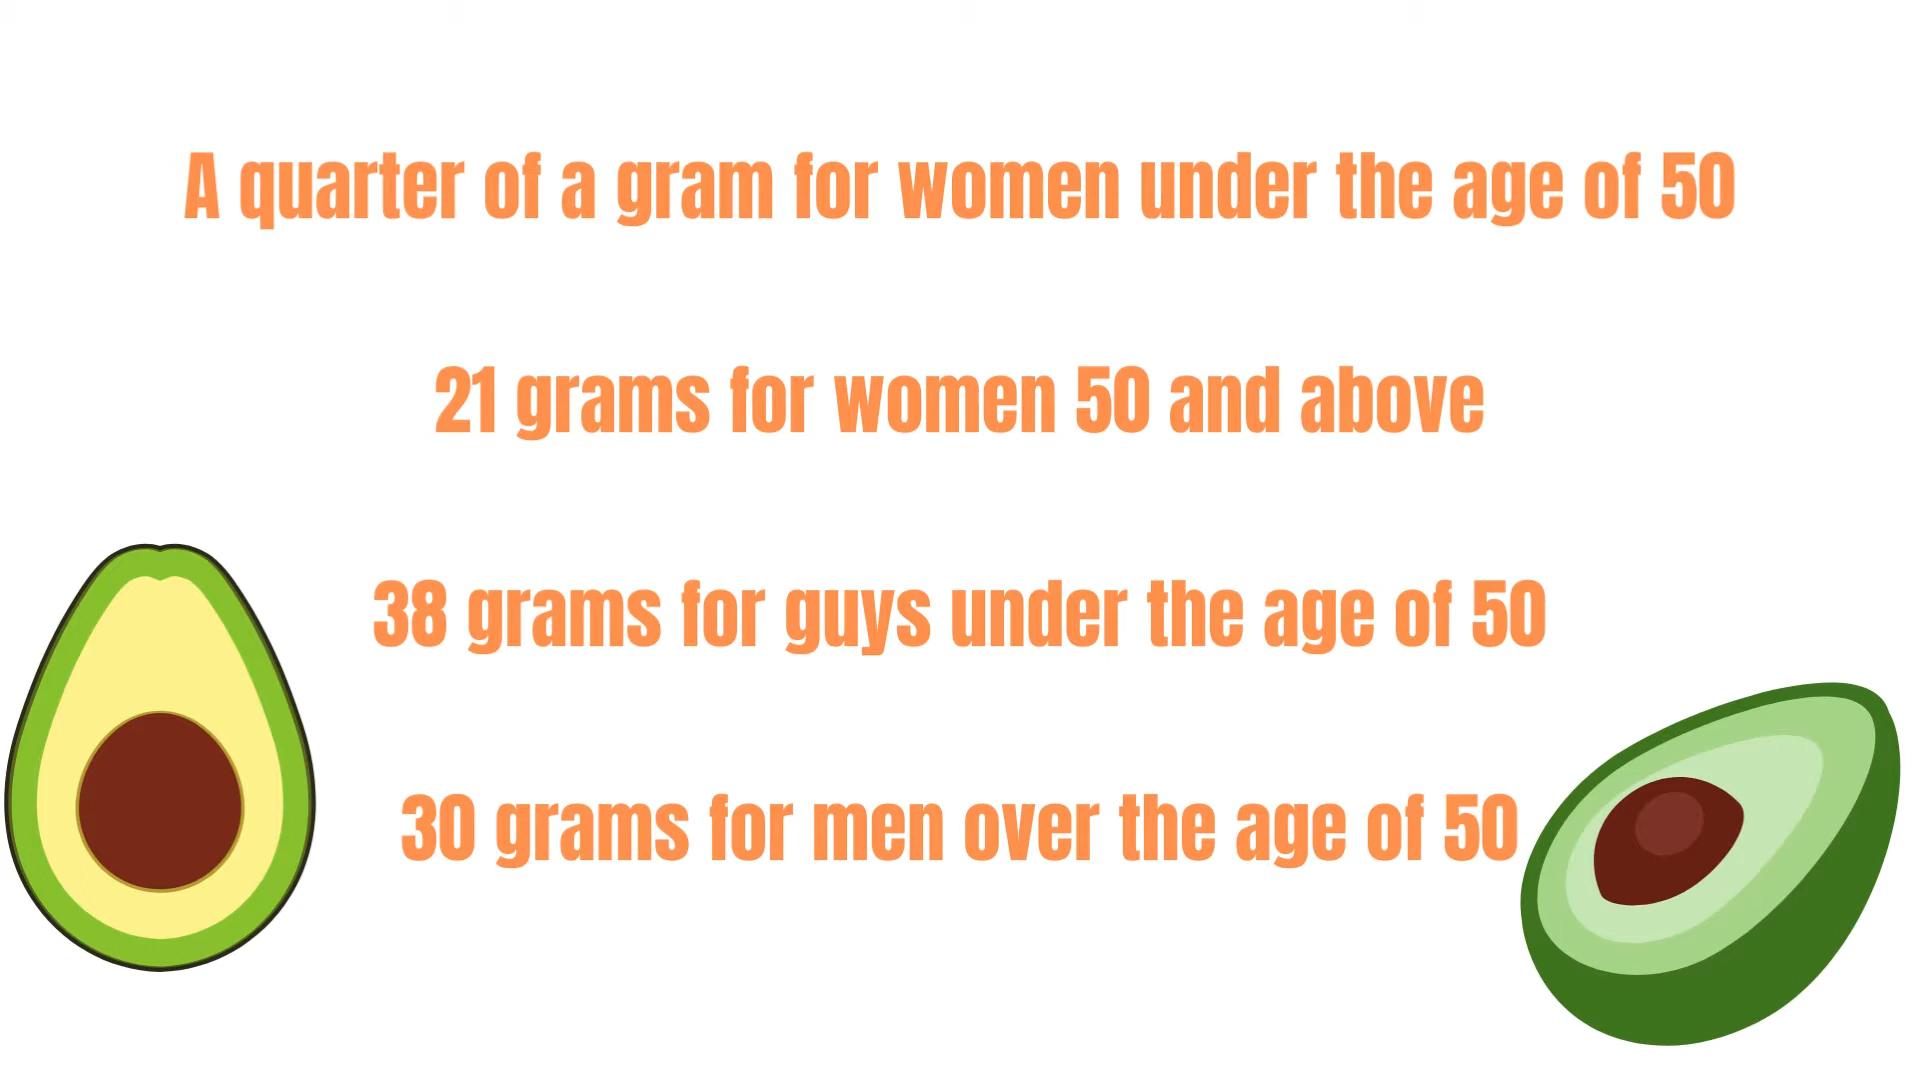 A quarter of a gram for women under the age of 50
21 grams for women 50 and above
38 grams for guys under the age of 50
30 grams for men over the age of 50